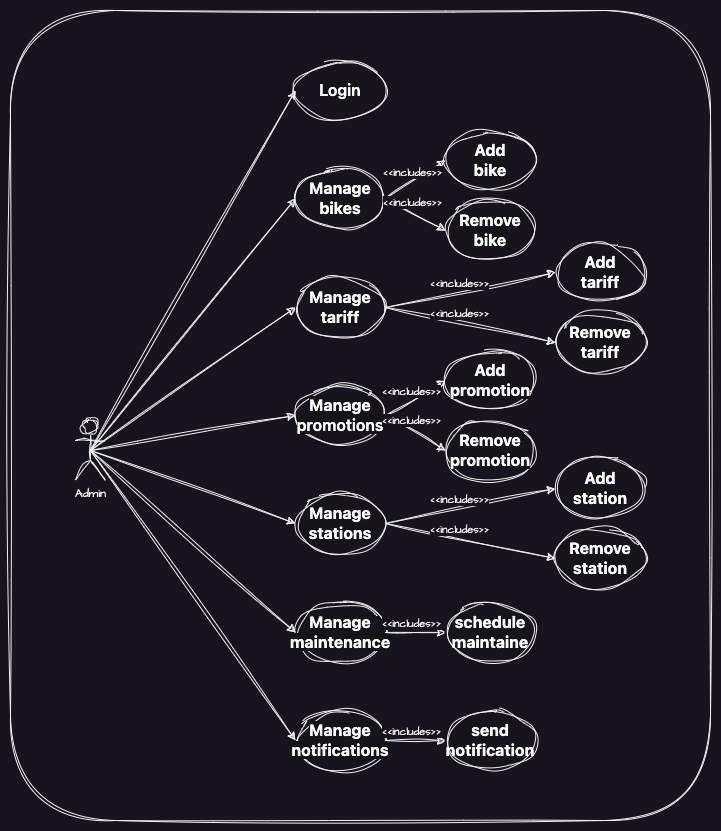 Login
Add
bike
<<includes>>
Manage
bikes
<<includes>>
Remove
bike
Add
tariff
<<includes>>
Manage
tariff
<<includes>>
Remove
tariff
Add
promotion
<<includes>>
Manage
promotions
<<includes>>
Remove
promotion
Admin
Add
station
<<includes>>
Manage
stations
<<includes>>
Remove
station
Manage
maintenance
<<includes>>
schedule
maintaine
Manage
notifications
<<includes>>
send
notification